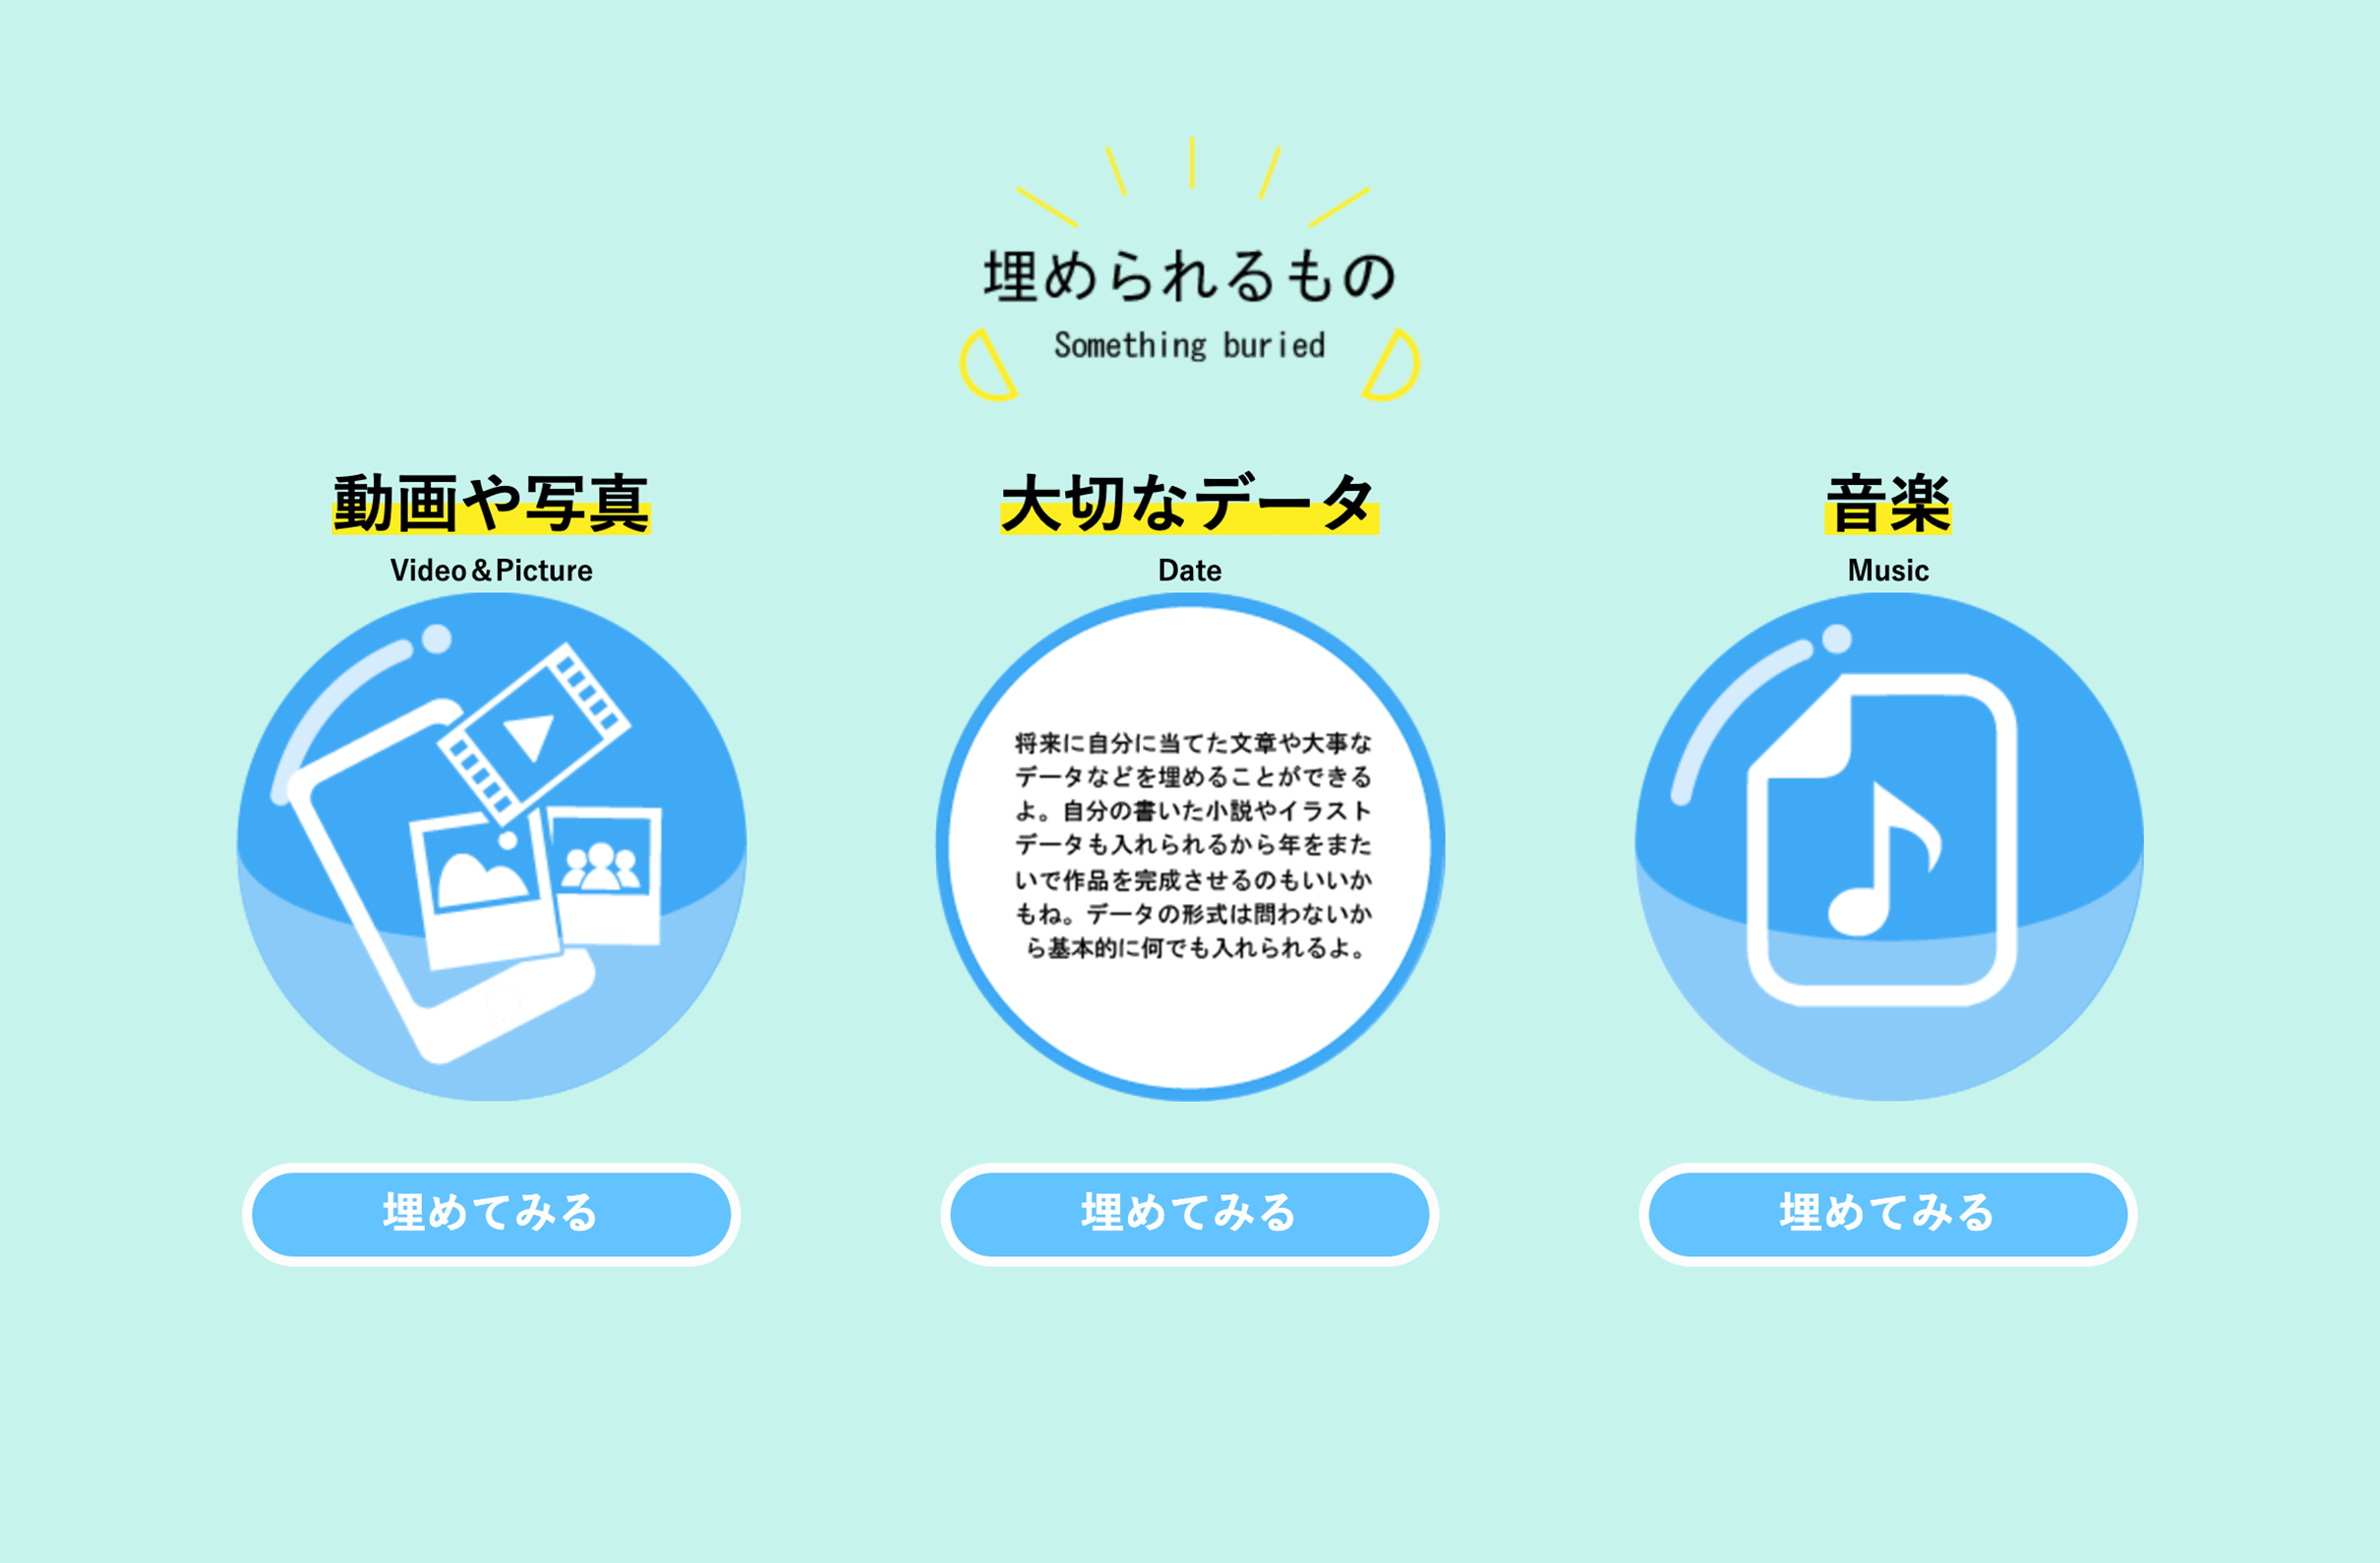 埋められるもの
Something buried
動画や写真
Video & Picture
大切なデータ
Date
音楽
Music
将来に自分に当てた文章や大事な
データなどを埋めることができる
よ。自分の書いた小説やイラスト
データも入れられるから年をまた
いで作品を完成させるのもいいか
もね。データの形式は問わないか
ら基本的に何でも入れられるよ。
埋めてみる
埋めてみる
埋めてみる